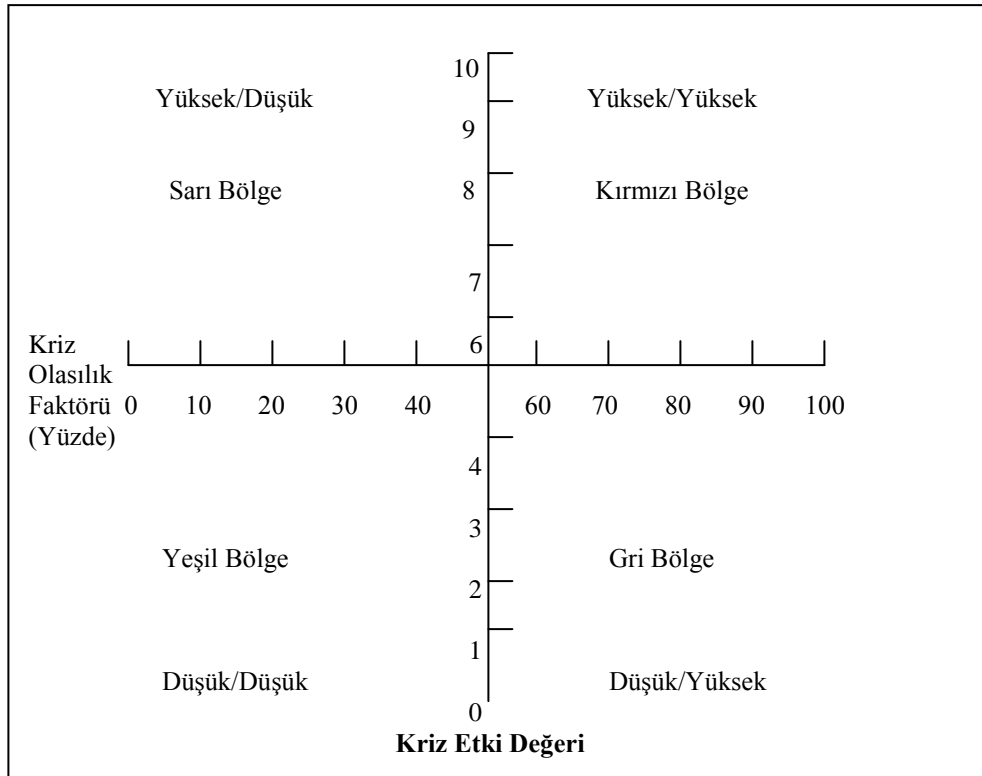 10
Yüksek/Düşük Yüksek/Yüksek
9
Sarı Bölge 8 Kırmızı Bölge
7
Kriz 6
Olasılık
Faktörü 0 10 20 30 40 60 70 80 90 100
(Yüzde)
4
3
Yeşil Bölge Gri Bölge
2
1
Düşük/Düşük Düşük/Yüksek
0
Kriz Etki Değeri